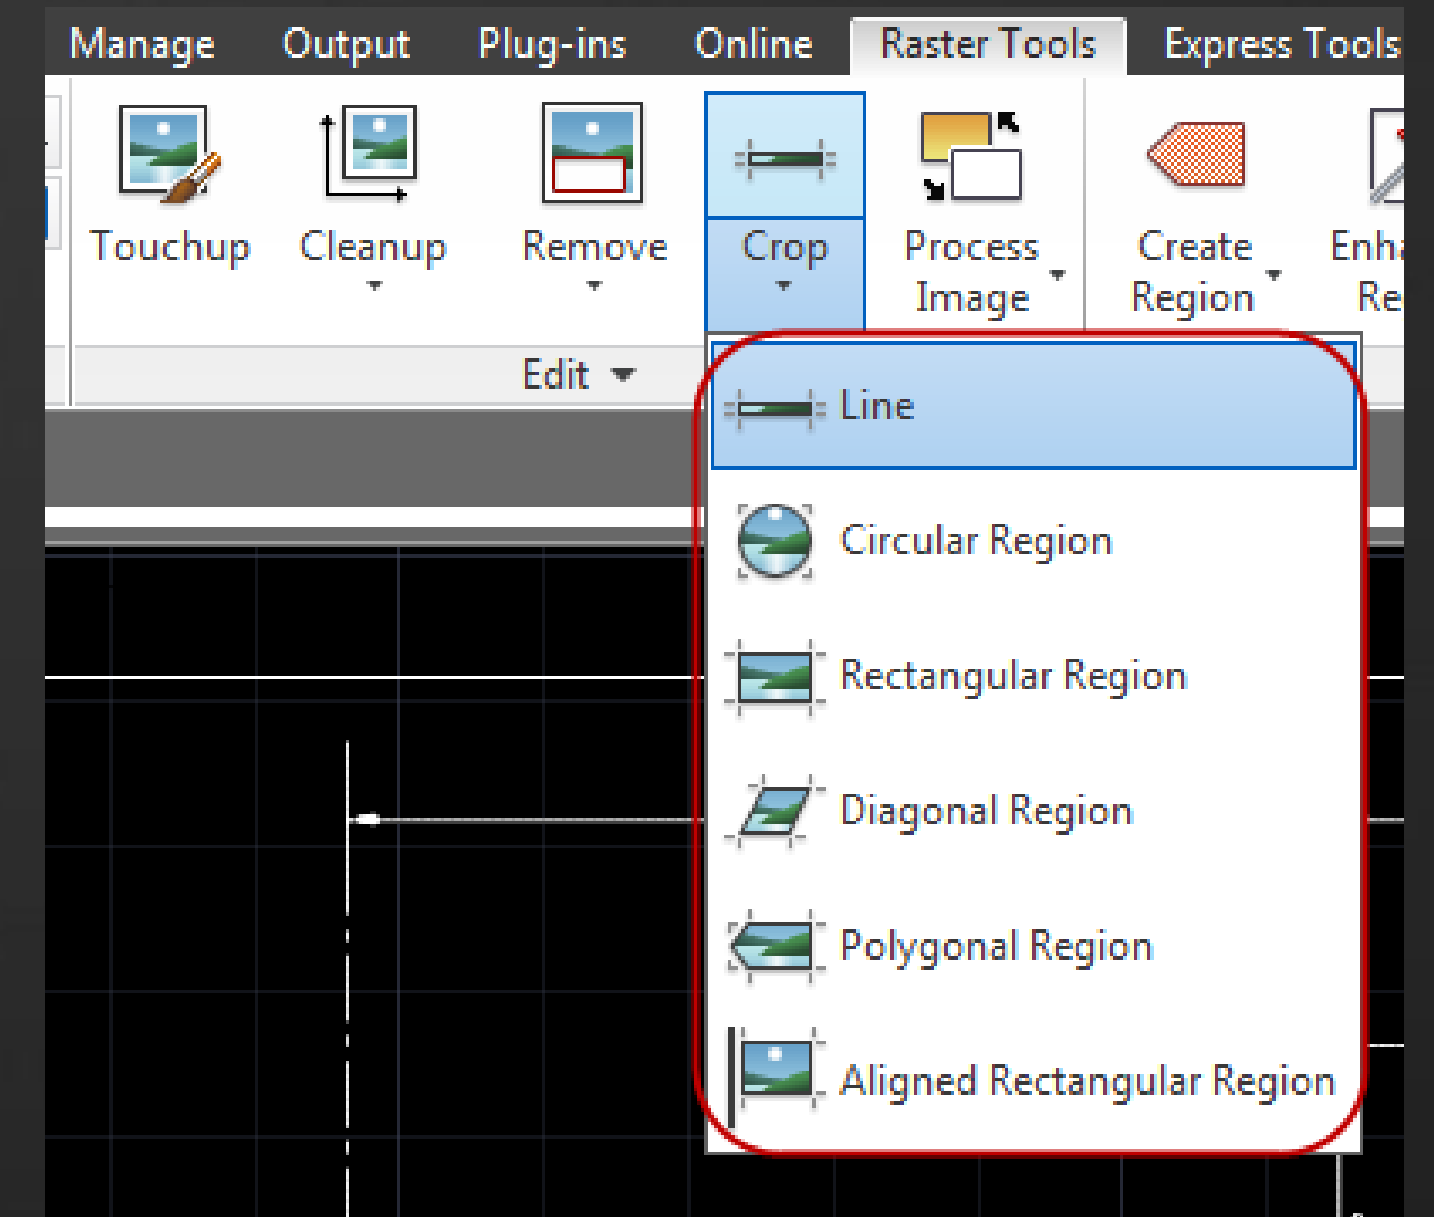 Manage Output Plug-ins Online Raster Tools Express Tools
Touchup Cleanup Remove Crop Process Image Create Region
Edit
Line
Circular Region
Rectangular Region
Diagonal Region
Polygonal Region
Aligned Rectangular Region